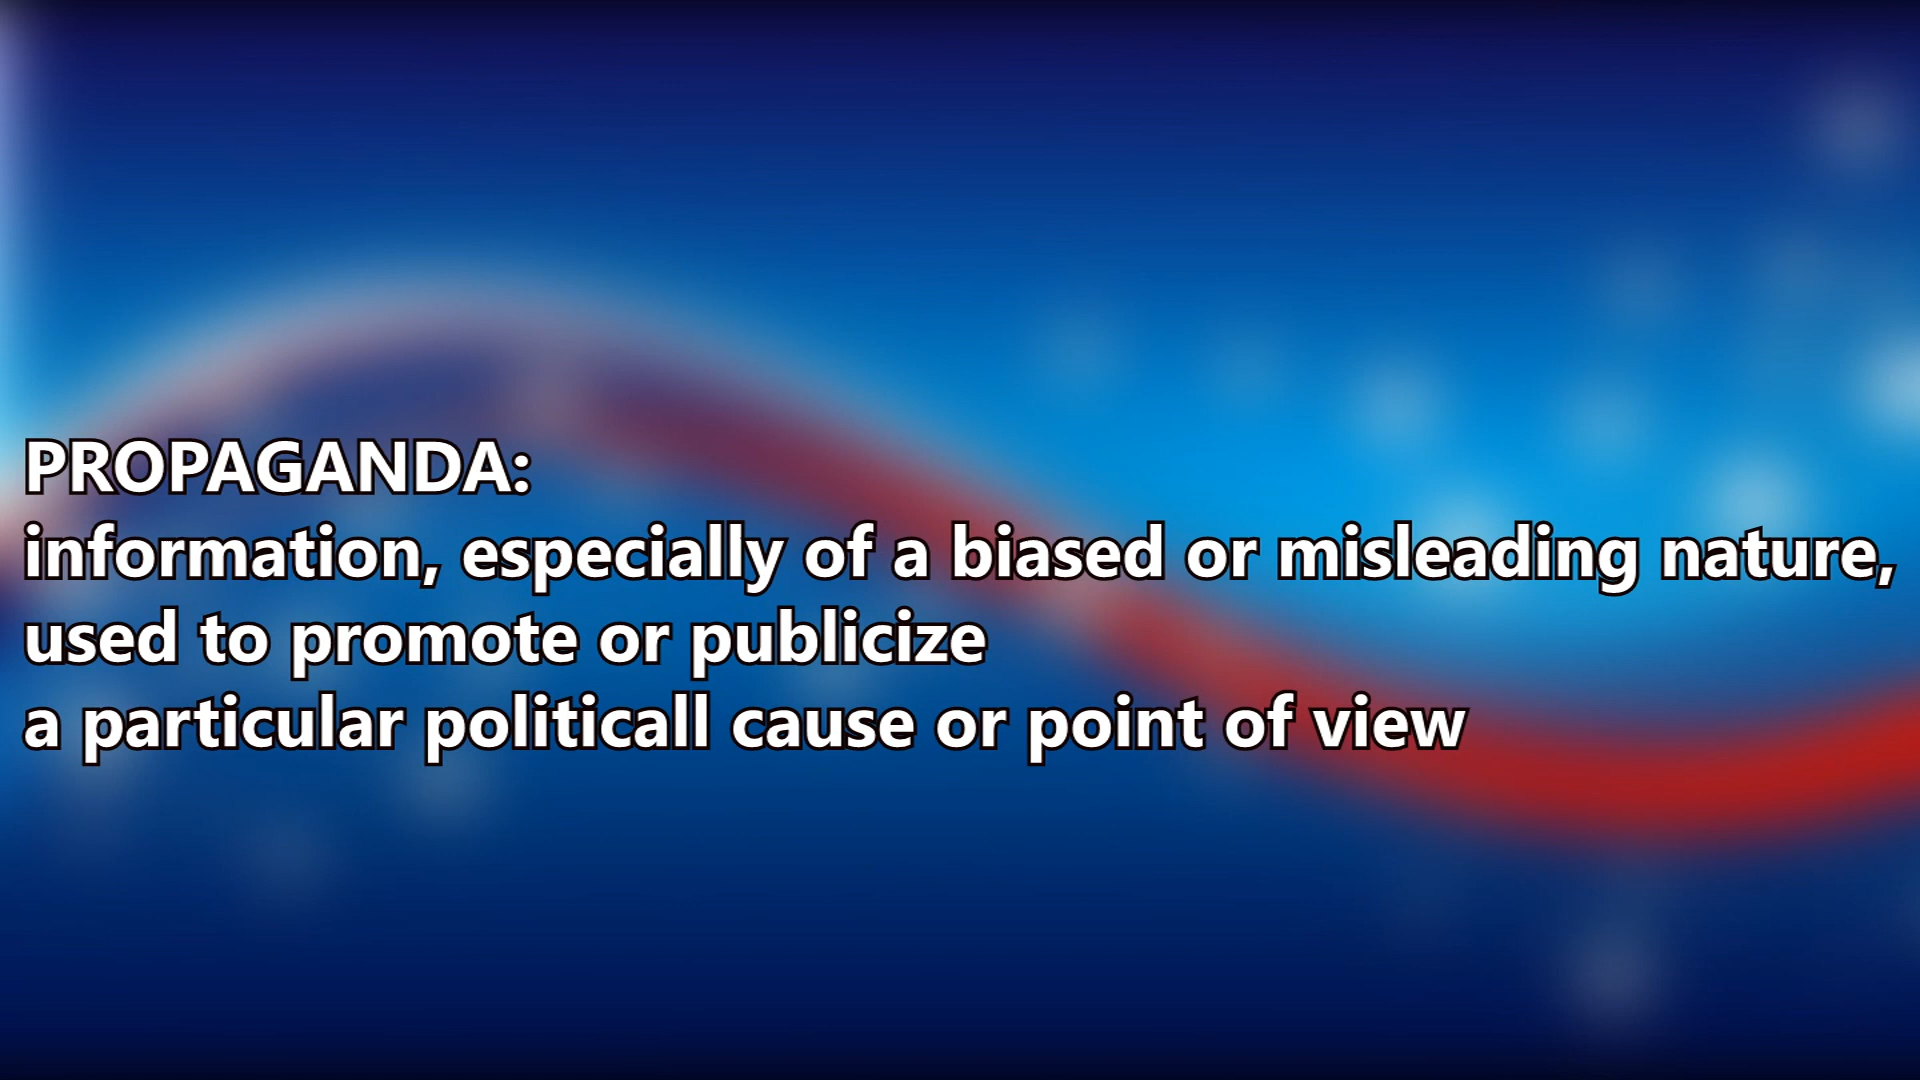 PROPAGANDA:
information, especially of a biased or misleading nature,
used to promote or publicize
a particular politicall cause or point of view